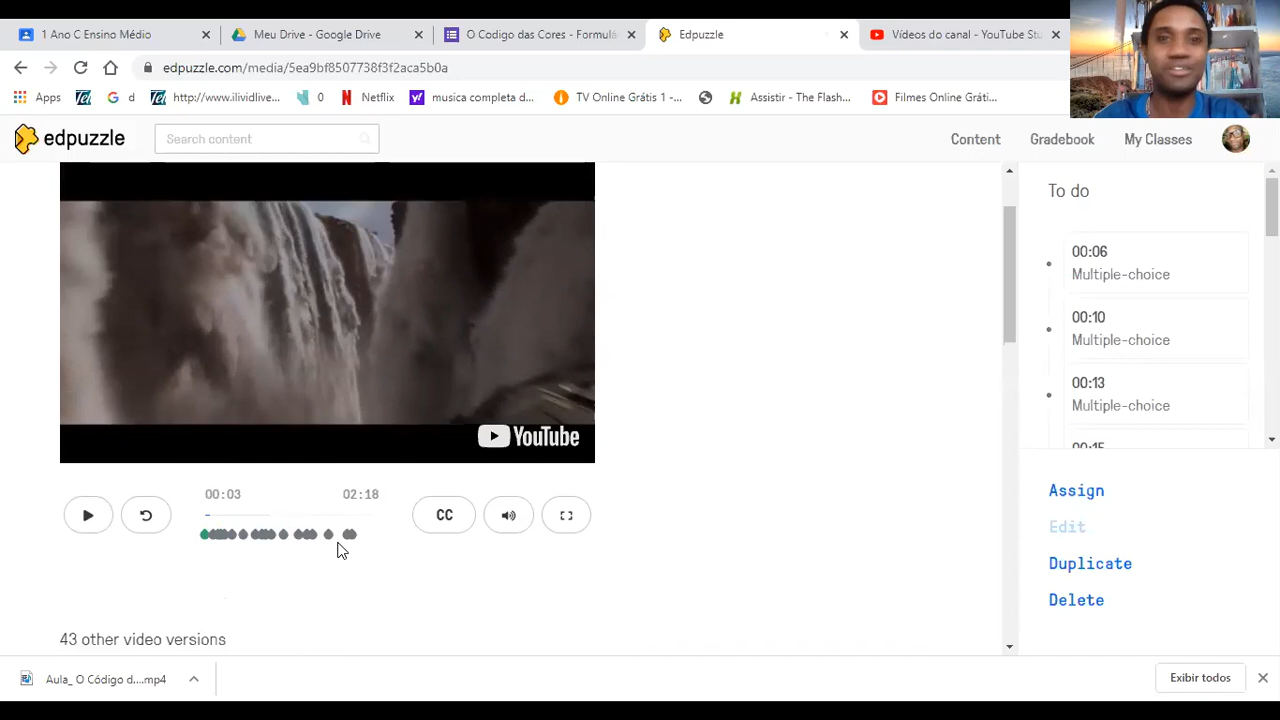 1 Ano C Ensino Médio
Meu Drive - Google Drive
O Codigo das Cores - Formulá
Edpuzzle
Vídeos do canal - YouTube Stu
edpuzzle.com/media/5ea9bf8507738f3f2aca5b0a
Apps
g d
http://www.ilividlive...
0
Netflix
musica completa d...
TV Online Grátis 1 -...
Assistir - The Flash...
Filmes Online Gráti...
edpuzzle
Search content
Content
Gradebook
My Classes
YouTube
00:03
02:18
CC
43 other video versions
To do
00:06
Multiple-choice
00:10
Multiple-choice
00:13
Multiple-choice
00:15
Assign
Edit
Duplicate
Delete
Aula_ O Código d....mp4
Exibir todos